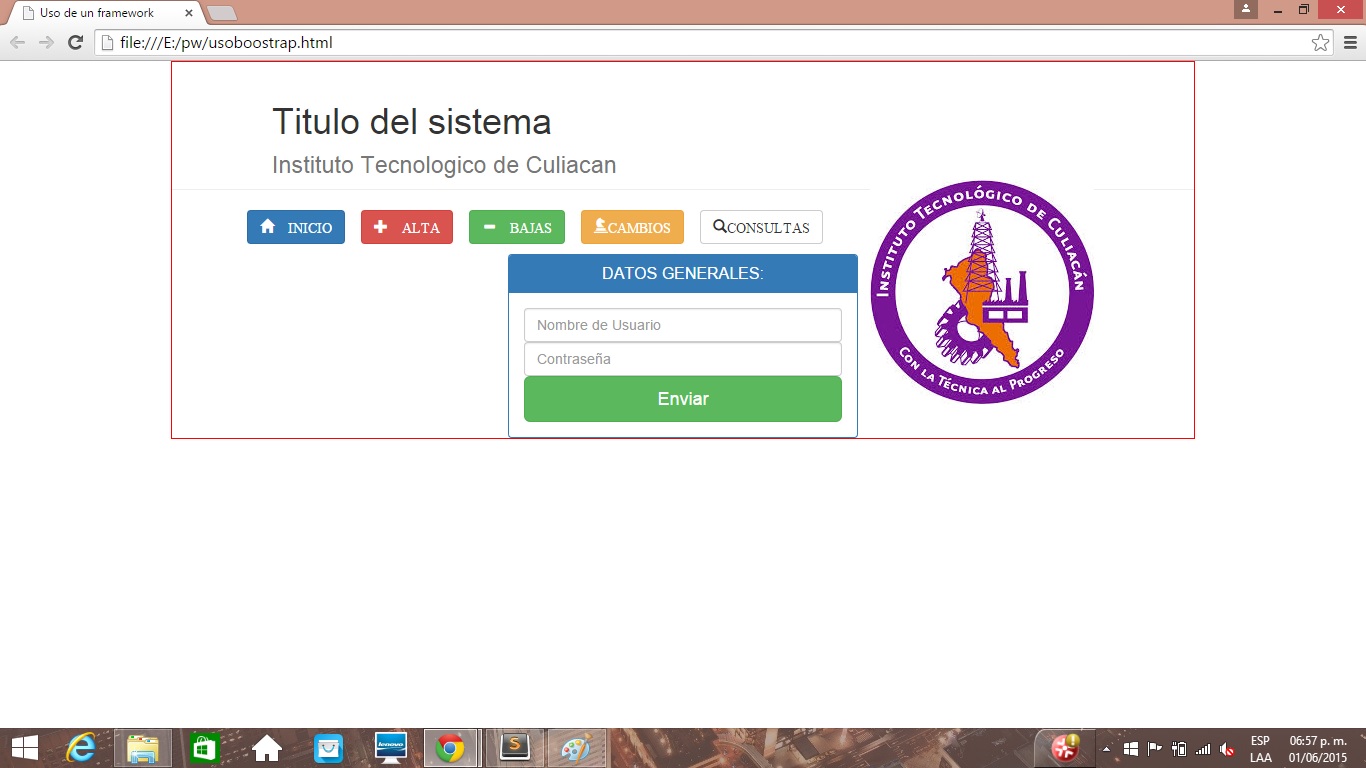 Uso de un framework
file:///E:/pw/usoboostrap.html
Titulo del sistema
Instituto Tecnologico de Culiacan
INICIO ALTA BAJAS CAMBIOS CONSULTAS
DATOS GENERALES:
Nombre de Usuario
Contraseña
Enviar
INSTITUTO TECNOLÓGICO DE CULIACÁN
CON LA TÉCNICA AL PROGRESO
lenovo
S
ESP 06:57 p. m.
LAA 01/06/2015